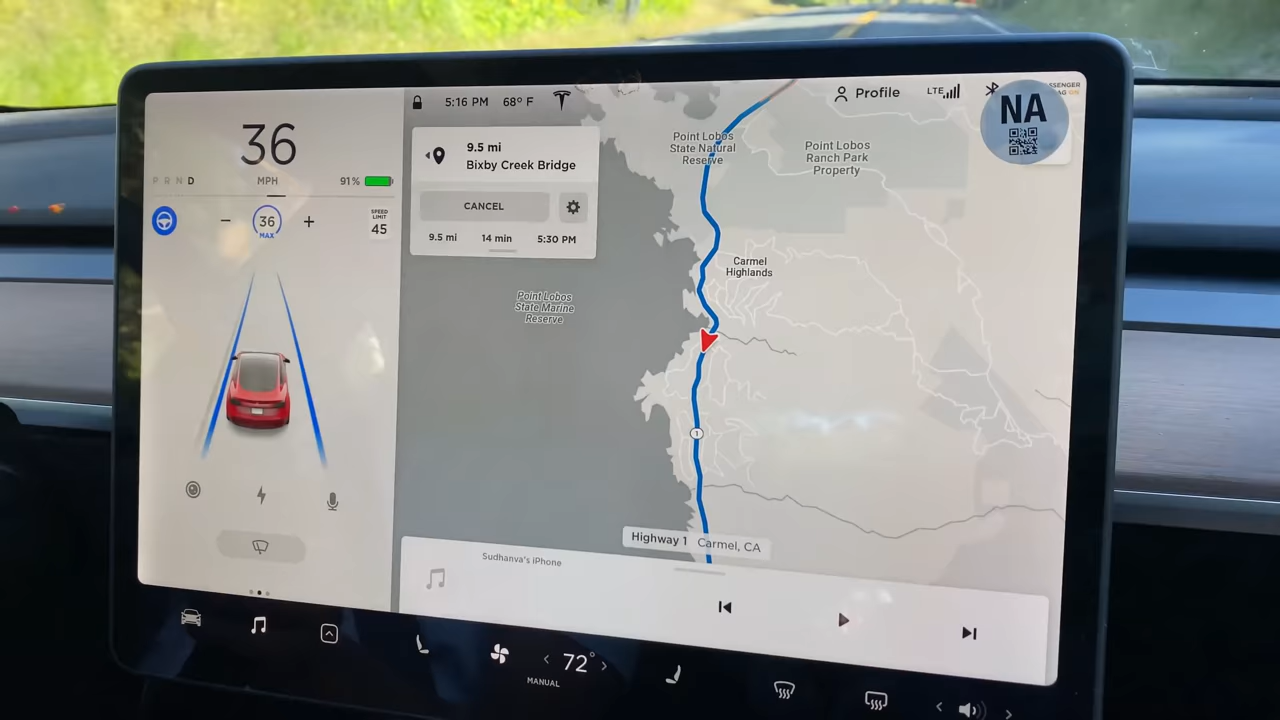 36
P R N D
MPH
91%
−
36
MAX
+
SPEED
LIMIT
45
5:16 PM
68° F
Profile
LTE
NA
9.5 mi
Bixby Creek Bridge
CANCEL
9.5 mi
14 min
5:30 PM
Point Lobos
State Natural
Reserve
Point Lobos
Ranch Park
Property
Carmel
Highlands
Point Lobos
State Marine
Reserve
1
Highway 1 Carmel, CA
Sudhanva's iPhone
72°
MANUAL